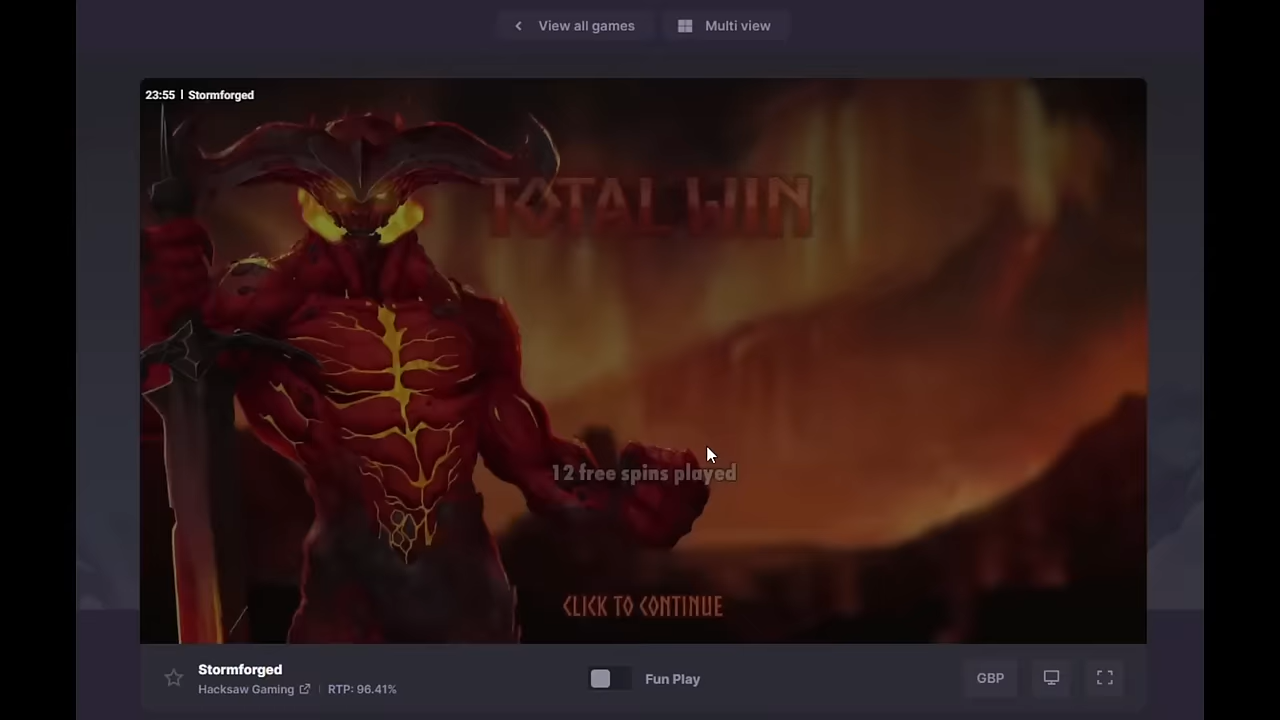 View all games
Multi view
23:55 | Stormforged
TOTAL WIN
12 free spins played
CLICK TO CONTINUE
Stormforged
Hacksaw Gaming | RTP: 96.41%
Fun Play
GBP